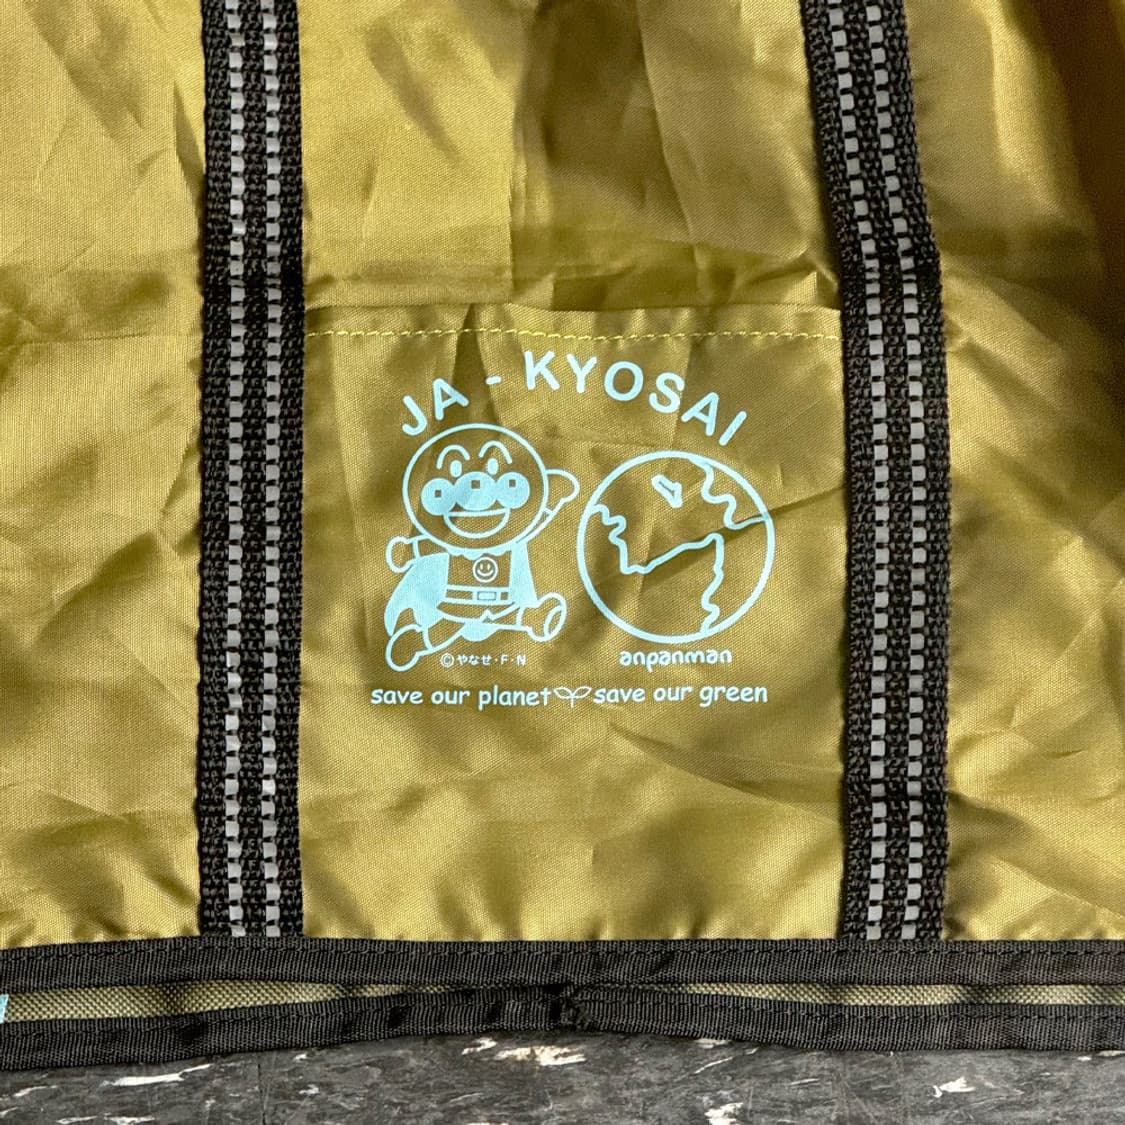 JA - KYOSAI
©やなせ・F・N
anpanman
save our planet save our green